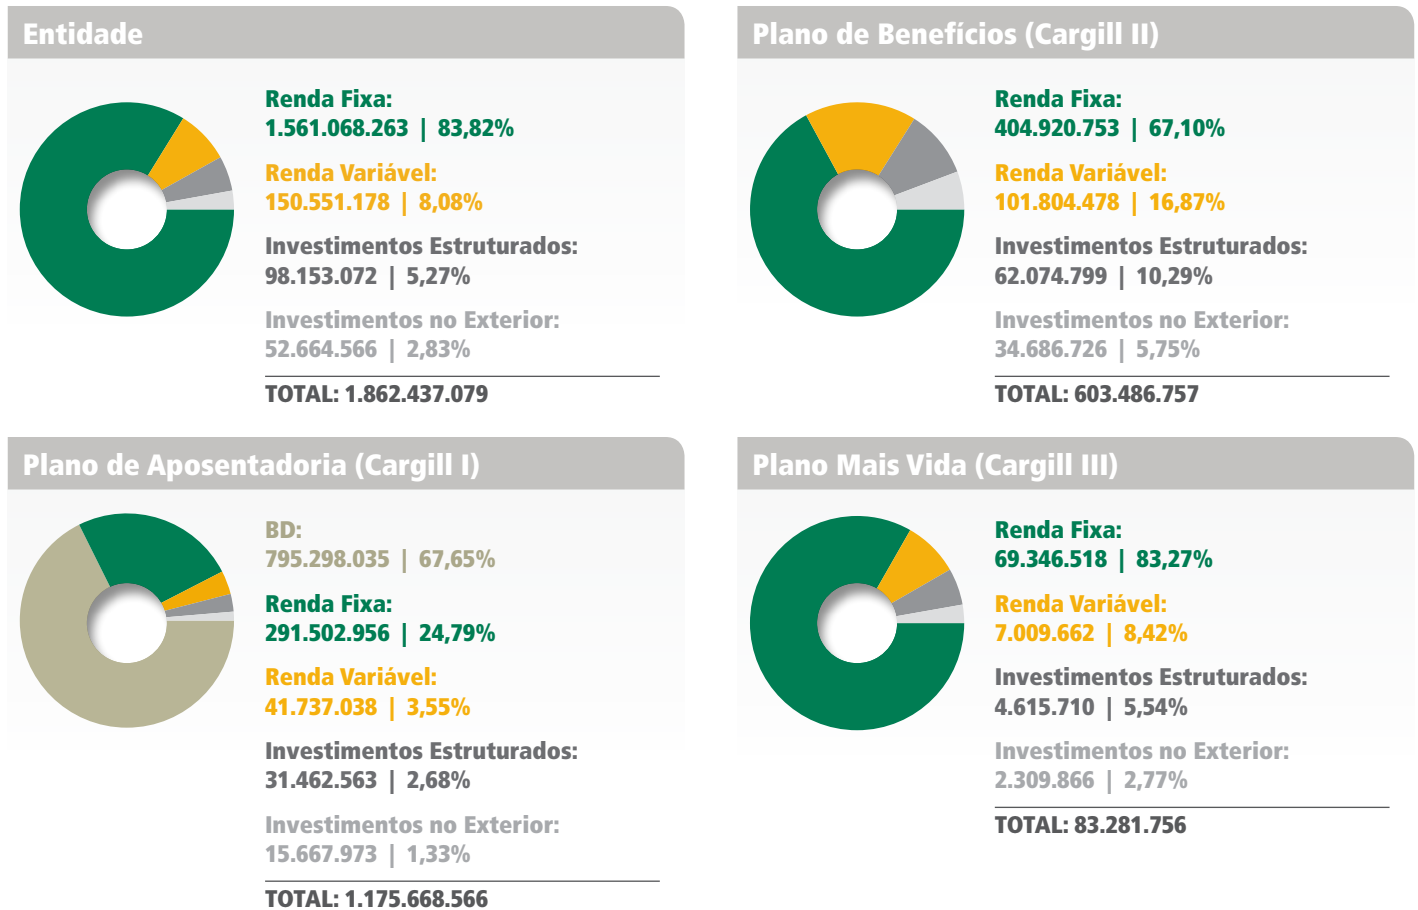 Entidade
Renda Fixa:
1.561.068.263 | 83,82%
Renda Variável:
150.551.178 | 8,08%
Investimentos Estruturados:
98.153.072 | 5,27%
Investimentos no Exterior:
52.664.566 | 2,83%
TOTAL: 1.862.437.079
Plano de Benefícios (Cargill II)
Renda Fixa:
404.920.753 | 67,10%
Renda Variável:
101.804.478 | 16,87%
Investimentos Estruturados:
62.074.799 | 10,29%
Investimentos no Exterior:
34.686.726 | 5,75%
TOTAL: 603.486.757
Plano de Aposentadoria (Cargill I)
BD:
795.298.035 | 67,65%
Renda Fixa:
291.502.956 | 24,79%
Renda Variável:
41.737.038 | 3,55%
Investimentos Estruturados:
31.462.563 | 2,68%
Investimentos no Exterior:
15.667.973 | 1,33%
TOTAL: 1.175.668.566
Plano Mais Vida (Cargill III)
Renda Fixa:
69.346.518 | 83,27%
Renda Variável:
7.009.662 | 8,42%
Investimentos Estruturados:
4.615.710 | 5,54%
Investimentos no Exterior:
2.309.866 | 2,77%
TOTAL: 83.281.756